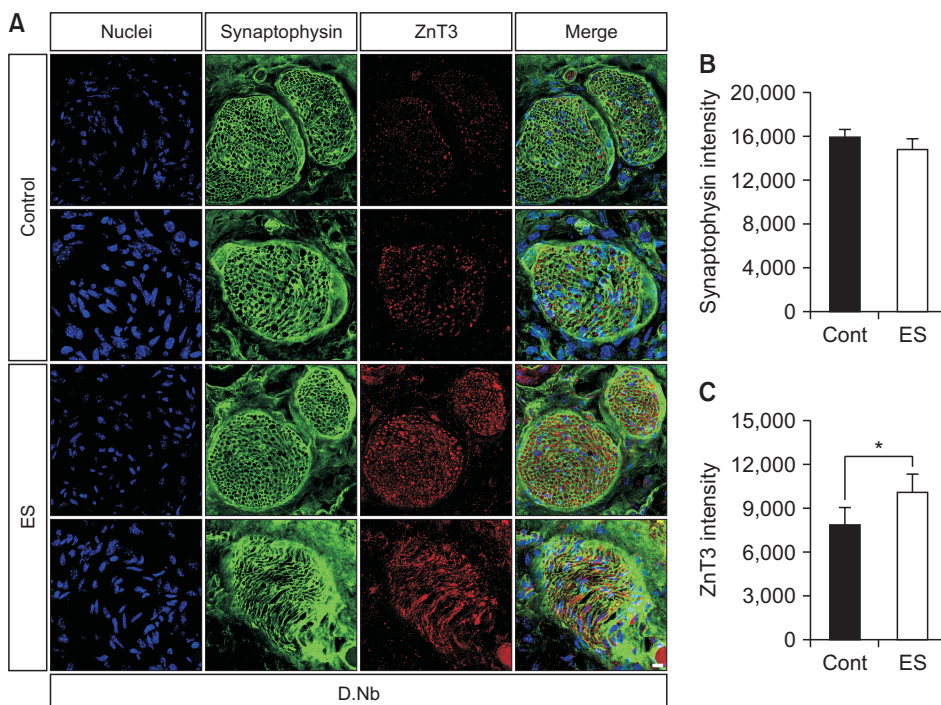 A
Nuclei Synaptophysin ZnT3 Merge
Control
ES
D.Nb
B
Synaptophysin intensity
20,000
16,000
12,000
8,000
4,000
0
Cont ES
C
ZnT3 intensity
15,000
12,000
9,000
6,000
3,000
0
*
Cont ES